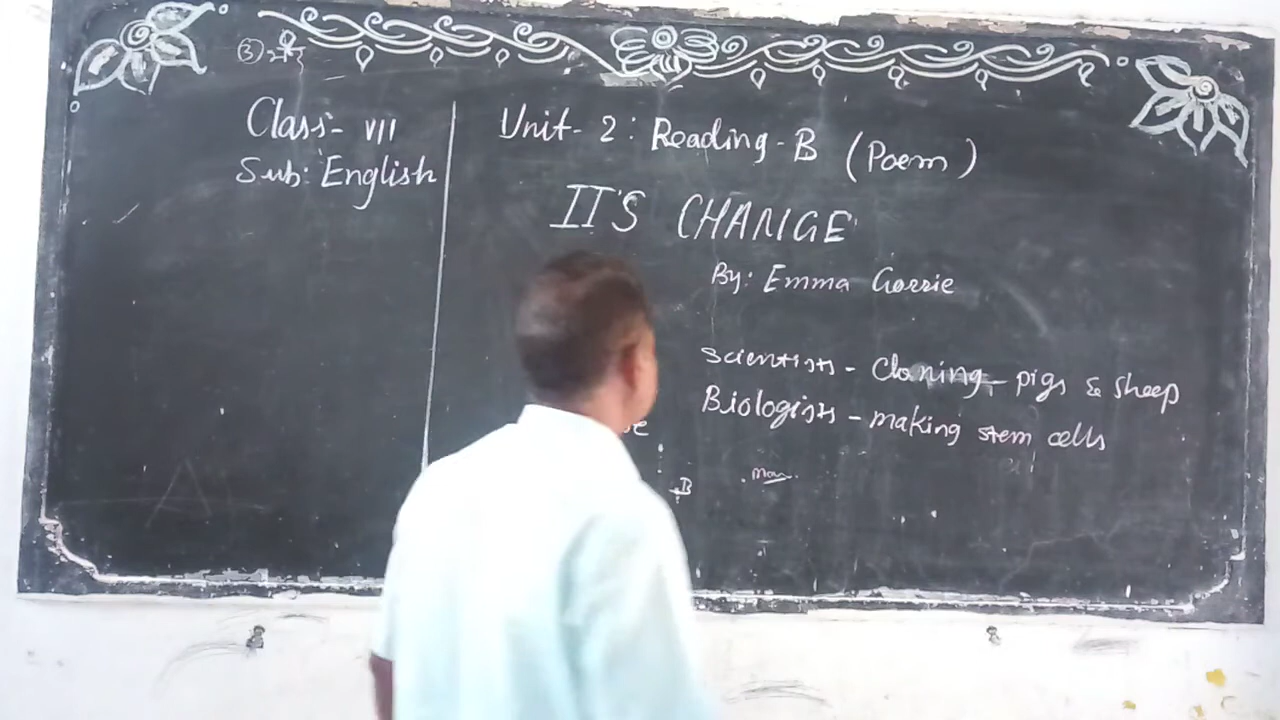 Class - VII
Sub: English
Unit - 2 : Reading - B (Poem)
IT'S CHANGE
By: Emma Gorrie
Scientists - Cloning - pigs & sheep
Biologists - making stem cells
Man